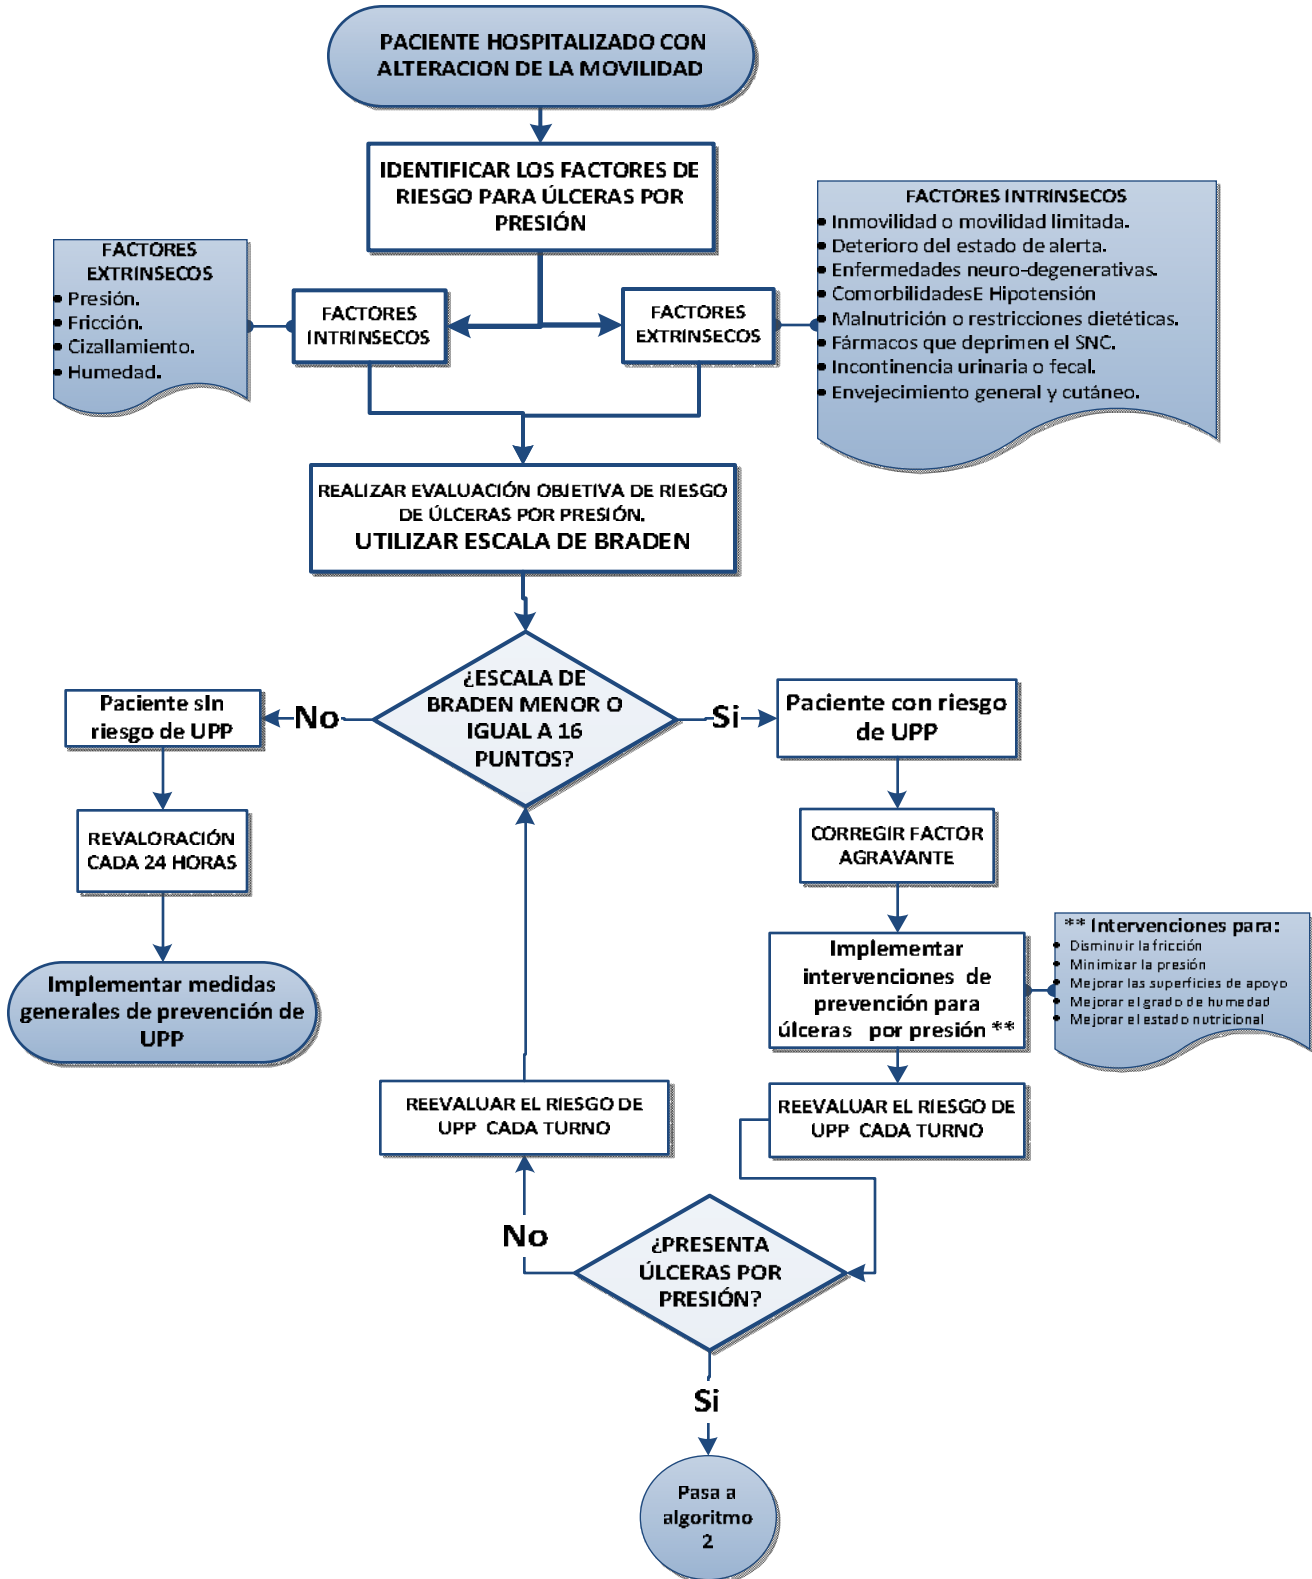 PACIENTE HOSPITALIZADO CON
ALTERACION DE LA MOVILIDAD
IDENTIFICAR LOS FACTORES DE
RIESGO PARA ÚLCERAS POR
PRESIÓN
FACTORES
EXTRINSECOS
• Presión.
• Fricción.
• Cizallamiento.
• Humedad.
FACTORES
INTRÍNSECOS
FACTORES
EXTRÍNSECOS
FACTORES INTRINSECOS
• Inmovilidad o movilidad limitada.
• Deterioro del estado de alerta.
• Enfermedades neuro-degenerativas.
• ComorbilidadesE Hipotensión
• Malnutrición o restricciones dietéticas.
• Fármacos que deprimen el SNC.
• Incontinencia urinaria o fecal.
• Envejecimiento general y cutáneo.
REALIZAR EVALUACIÓN OBJETIVA DE RIESGO
DE ÚLCERAS POR PRESIÓN.
UTILIZAR ESCALA DE BRADEN
¿ESCALA DE
BRADEN MENOR O
IGUAL A 16
PUNTOS?
No
Si
Paciente sIn
riesgo de UPP
REVALORACIÓN
CADA 24 HORAS
Implementar medidas
generales de prevención de
UPP
Paciente con riesgo
de UPP
CORREGIR FACTOR
AGRAVANTE
Implementar
intervenciones de
prevención para
úlceras por presión **
** Intervenciones para:
• Disminuir la fricción
• Minimizar la presión
• Mejorar las superficies de apoyo
• Mejorar el grado de humedad
• Mejorar el estado nutricional
REEVALUAR EL RIESGO DE
UPP CADA TURNO
REEVALUAR EL RIESGO DE
UPP CADA TURNO
No
¿PRESENTA
ÚLCERAS POR
PRESIÓN?
Si
Pasa a
algoritmo
2